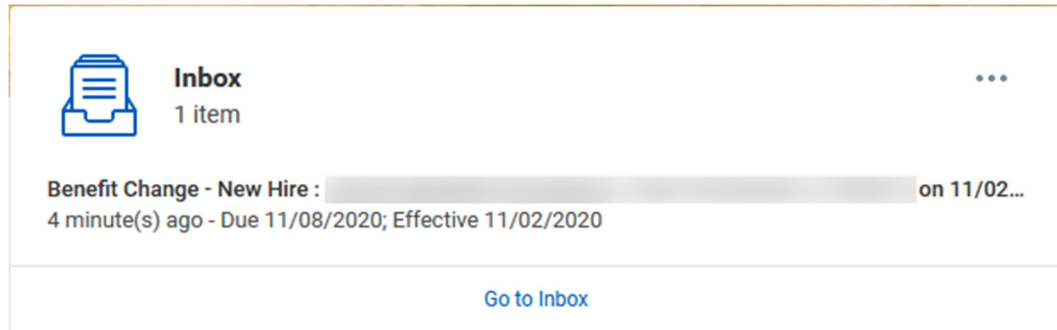 Inbox
1 item
Benefit Change - New Hire : on 11/02...
4 minute(s) ago - Due 11/08/2020; Effective 11/02/2020
Go to Inbox